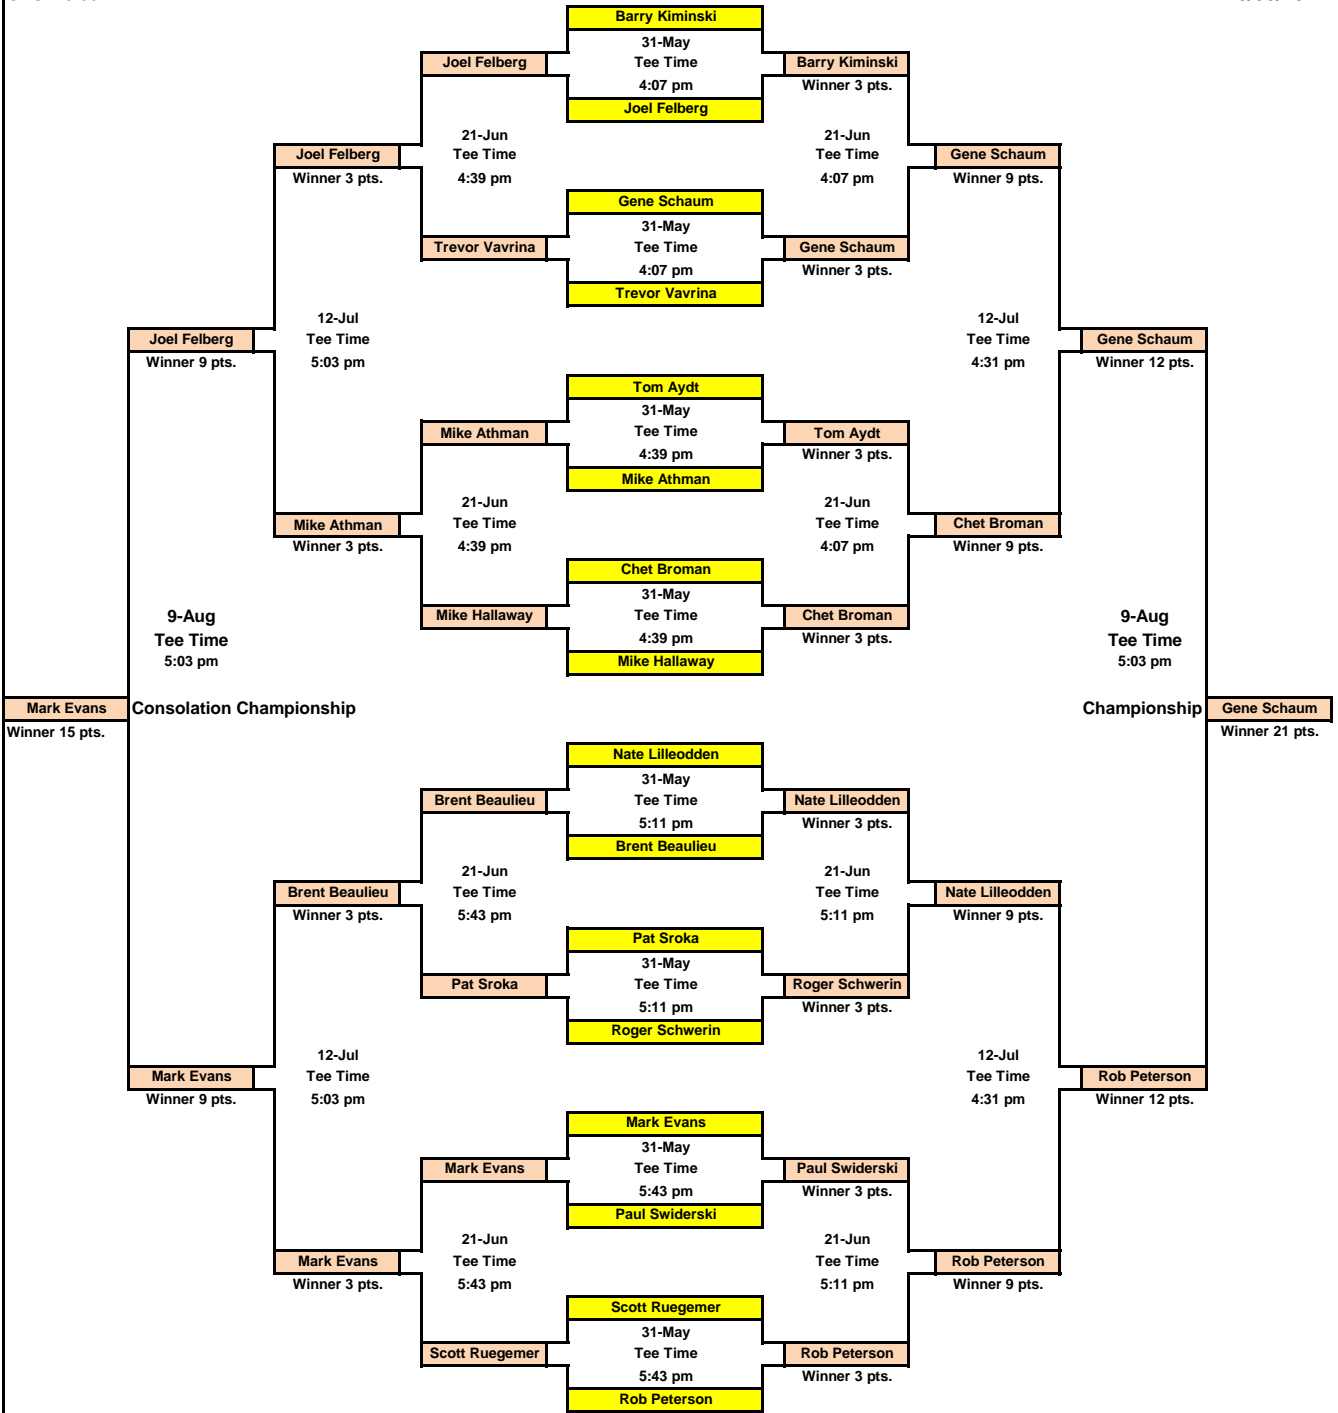 Barry Kiminski
31-May
Joel Felberg Tee Time Barry Kiminski
4:07 pm Winner 3 pts.
Joel Felberg
21-Jun 21-Jun
Joel Felberg Tee Time Tee Time Gene Schaum
Winner 3 pts. 4:39 pm 4:07 pm Winner 9 pts.
Gene Schaum
31-May
Trevor Vavrina Tee Time Gene Schaum
4:07 pm Winner 3 pts.
Trevor Vavrina
12-Jul 12-Jul
Joel Felberg Tee Time Tee Time Gene Schaum
Winner 9 pts. 5:03 pm 4:31 pm Winner 12 pts.
Tom Aydt
31-May
Mike Athman Tee Time Tom Aydt
4:39 pm Winner 3 pts.
Mike Athman
21-Jun 21-Jun
Mike Athman Tee Time Tee Time Chet Broman
Winner 3 pts. 4:39 pm 4:07 pm Winner 9 pts.
Chet Broman
31-May
9-Aug Mike Hallaway Tee Time Chet Broman 9-Aug
Tee Time 4:39 pm Winner 3 pts. Tee Time
5:03 pm Mike Hallaway 5:03 pm
Mark Evans Consolation Championship Championship Gene Schaum
Winner 15 pts. Winner 21 pts.
Nate Lilleodden
31-May
Brent Beaulieu Tee Time Nate Lilleodden
5:11 pm Winner 3 pts.
Brent Beaulieu
21-Jun 21-Jun
Brent Beaulieu Tee Time Tee Time Nate Lilleodden
Winner 3 pts. 5:43 pm 5:11 pm Winner 9 pts.
Pat Sroka
31-May
Pat Sroka Tee Time Roger Schwerin
5:11 pm Winner 3 pts.
Roger Schwerin
12-Jul 12-Jul
Mark Evans Tee Time Tee Time Rob Peterson
Winner 9 pts. 5:03 pm 4:31 pm Winner 12 pts.
Mark Evans
31-May
Mark Evans Tee Time Paul Swiderski
5:43 pm Winner 3 pts.
Paul Swiderski
21-Jun 21-Jun
Mark Evans Tee Time Tee Time Rob Peterson
Winner 3 pts. 5:43 pm 5:11 pm Winner 9 pts.
Scott Ruegemer
31-May
Scott Ruegemer Tee Time Rob Peterson
5:43 pm Winner 3 pts.
Rob Peterson